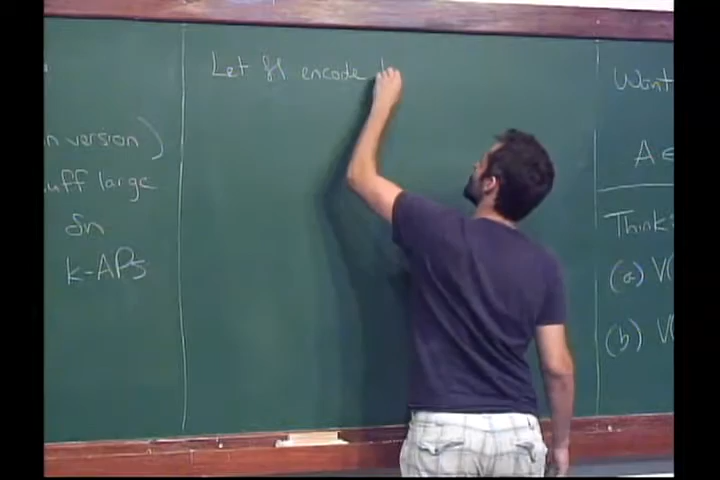 n version)
uff large
δn
k-APs
Let ℋ encode
Want
A ∈
Think
(a) V(
(b) V(